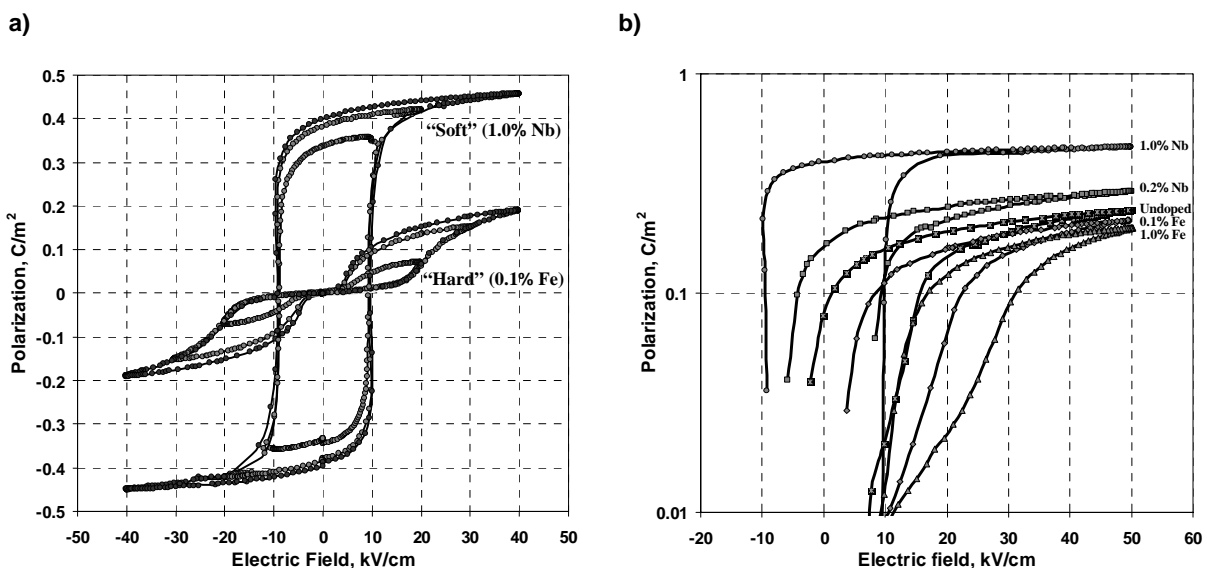 a)
b)
0.5
0.4
0.3
0.2
0.1
0
-0.1
-0.2
-0.3
-0.4
-0.5
Polarization, C/m²
-50 -40 -30 -20 -10 0 10 20 30 40 50
Electric Field, kV/cm
“Soft” (1.0% Nb)
“Hard” (0.1% Fe)
1
0.1
0.01
Polarization, C/m²
-20 -10 0 10 20 30 40 50 60
Electric field, kV/cm
1.0% Nb
0.2% Nb
Undoped
0.1% Fe
1.0% Fe